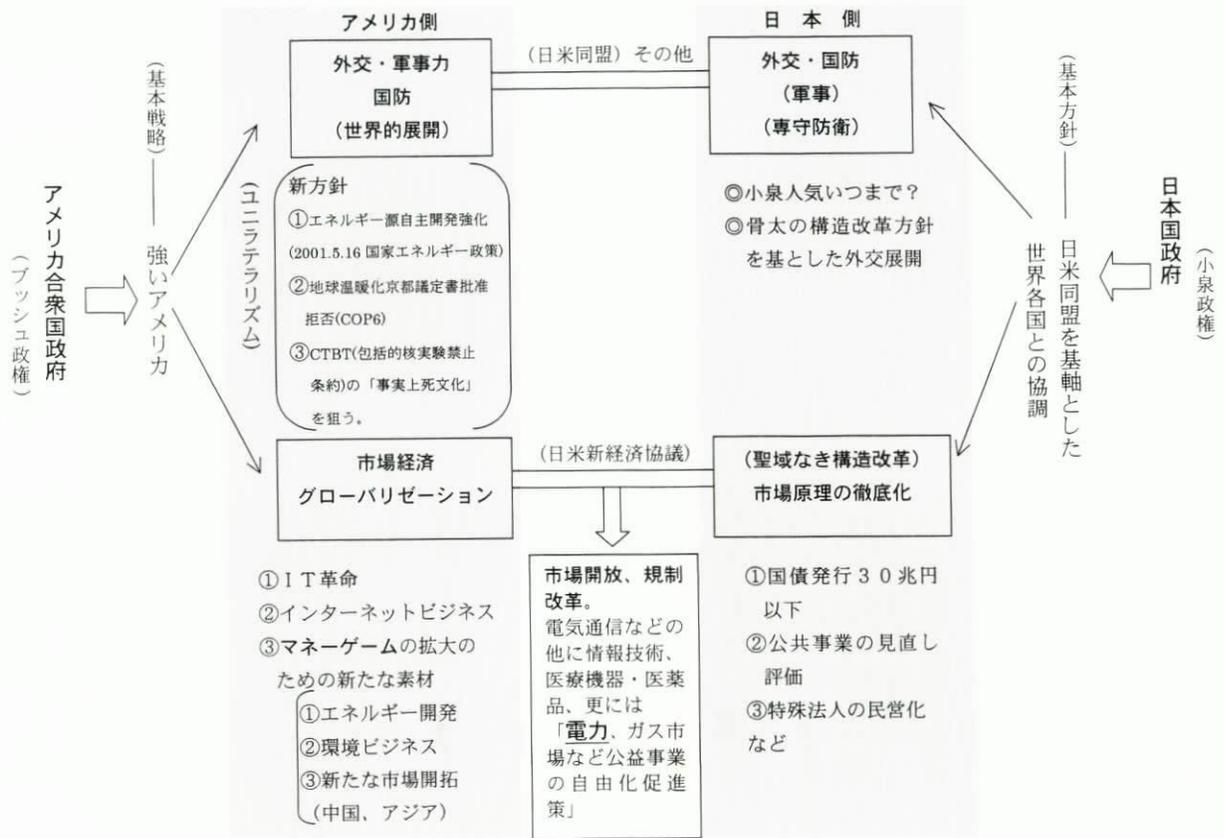 アメリカ側
外交・軍事力
国防
(世界的展開)
(日米同盟) その他
日本側
外交・国防
(軍事)
(専守防衛)
アメリカ合衆国政府
(ブッシュ政権)
(基本戦略)
強いアメリカ
(ユニラテラリズム)
新方針
①エネルギー源自主開発強化
(2001.5.16 国家エネルギー政策)
②地球温暖化京都議定書批准
拒否(COP6)
③CTBT(包括的核実験禁止
条約)の「事実上死文化」
を狙う。
◎小泉人気いつまで?
◎骨太の構造改革方針
を基とした外交展開
日本国政府
(小泉政権)
(基本方針)
日米同盟を基軸とした
世界各国との協調
市場経済
グローバリゼーション
(日米新経済協議)
(聖域なき構造改革)
市場原理の徹底化
①IT革命
②インターネットビジネス
③マネーゲームの拡大の
ための新たな素材
①エネルギー開発
②環境ビジネス
③新たな市場開拓
(中国、アジア)
市場開放、規制
改革。
電気通信などの
他に情報技術、
医療機器・医薬
品、更には
「電力、ガス市
場など公益事業
の自由化促進
策」
①国債発行30兆円
以下
②公共事業の見直し
評価
③特殊法人の民営化
など